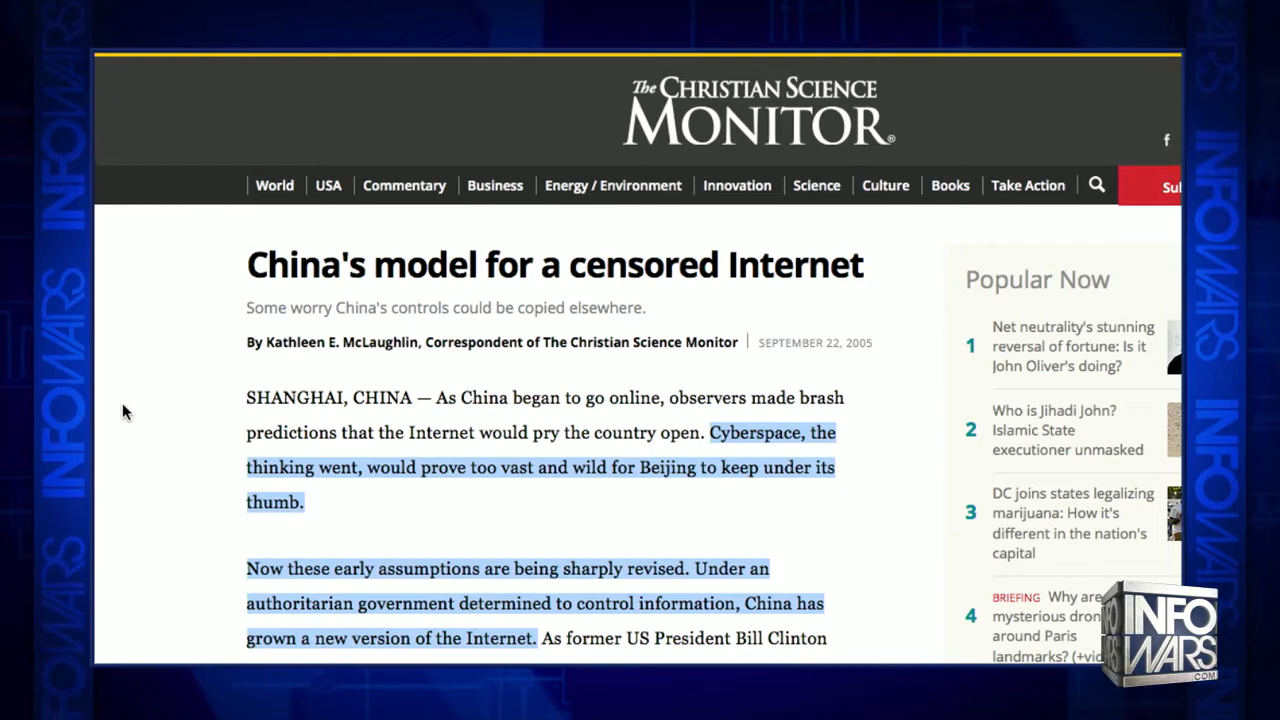 The CHRISTIAN SCIENCE
MONITOR®
f
World
USA
Commentary
Business
Energy / Environment
Innovation
Science
Culture
Books
Take Action
China's model for a censored Internet
Some worry China's controls could be copied elsewhere.
By Kathleen E. McLaughlin, Correspondent of The Christian Science Monitor
SEPTEMBER 22, 2005
SHANGHAI, CHINA — As China began to go online, observers made brash
predictions that the Internet would pry the country open. Cyberspace, the
thinking went, would prove too vast and wild for Beijing to keep under its
thumb.
Now these early assumptions are being sharply revised. Under an
authoritarian government determined to control information, China has
grown a new version of the Internet. As former US President Bill Clinton
Popular Now
1
Net neutrality's stunning
reversal of fortune: Is it
John Oliver's doing?
2
Who is Jihadi John?
Islamic State
executioner unmasked
3
DC joins states legalizing
marijuana: How it's
different in the nation's
capital
4
BRIEFING Why are
mysterious
around Paris
landmarks?
INFOWARS
INFOWARS
INFOWARS
INFOWARS
INFO
WARS
.COM